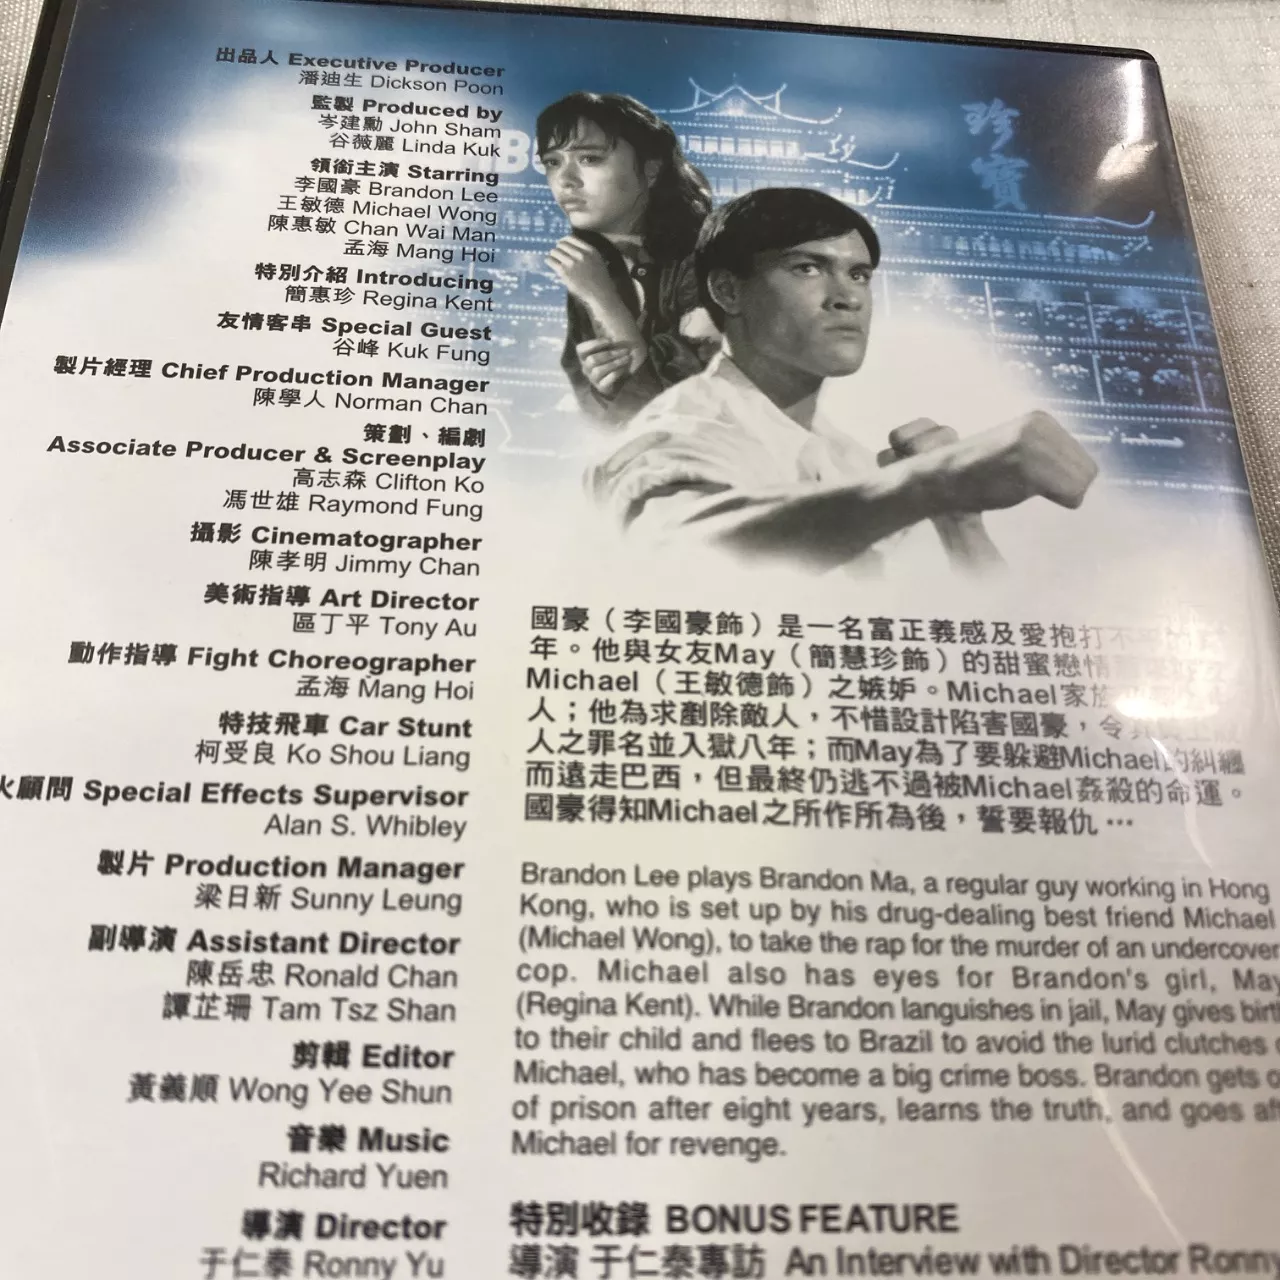 出品人 Executive Producer
潘迪生 Dickson Poon
監製 Produced by
岑建勳 John Sham
谷薇麗 Linda Kuk
領銜主演 Starring
李國豪 Brandon Lee
王敏德 Michael Wong
陳惠敏 Chan Wai Man
孟海 Mang Hoi
特別介紹 Introducing
簡惠珍 Regina Kent
友情客串 Special Guest
谷峰 Kuk Fung
製片經理 Chief Production Manager
陳學人 Norman Chan
策劃、編劇
Associate Producer & Screenplay
高志森 Clifton Ko
馮世雄 Raymond Fung
攝影 Cinematographer
陳孝明 Jimmy Chan
美術指導 Art Director
區丁平 Tony Au
動作指導 Fight Choreographer
孟海 Mang Hoi
特技飛車 Car Stunt
柯受良 Ko Shou Liang
火顧問 Special Effects Supervisor
Alan S. Whibley
製片 Production Manager
梁日新 Sunny Leung
副導演 Assistant Director
陳岳忠 Ronald Chan
譚芷珊 Tam Tsz Shan
剪輯 Editor
黃義順 Wong Yee Shun
音樂 Music
Richard Yuen
導演 Director
于仁泰 Ronny Yu
珍寶
國豪（李國豪飾）是一名富正義感及愛抱打不平的
年。他與女友May（簡慧珍飾）的甜蜜戀情
Michael（王敏德飾）之嫉妒。Michael家族
人；他為求剷除敵人，不惜設計陷害國豪，令
人之罪名並入獄八年；而May為了要躲避Michael的糾纏
而遠走巴西，但最終仍逃不過被Michael姦殺的命運。
國豪得知Michael之所作所為後，誓要報仇…
Brandon Lee plays Brandon Ma, a regular guy working in Hong
Kong, who is set up by his drug-dealing best friend Michael
(Michael Wong), to take the rap for the murder of an undercover
cop. Michael also has eyes for Brandon's girl, May
(Regina Kent). While Brandon languishes in jail, May gives birt
to their child and flees to Brazil to avoid the lurid clutches
Michael, who has become a big crime boss. Brandon gets
of prison after eight years, learns the truth, and goes aft
Michael for revenge.
特別收錄 BONUS FEATURE
導演 于仁泰專訪 An Interview with Director Ronny